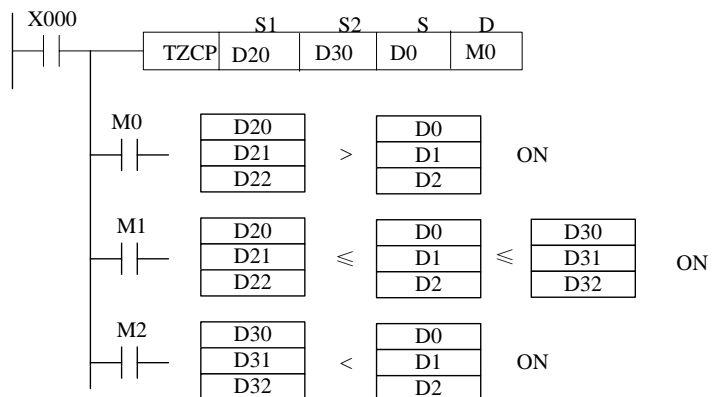 X000
S1 S2 S D
TZCP D20 D30 D0 M0
M0
D20 D0
D21 > D1 ON
D22 D2
M1
D20 D0 D30
D21 ≤ D1 ≤ D31 ON
D22 D2 D32
M2
D30 D0
D31 < D1 ON
D32 D2